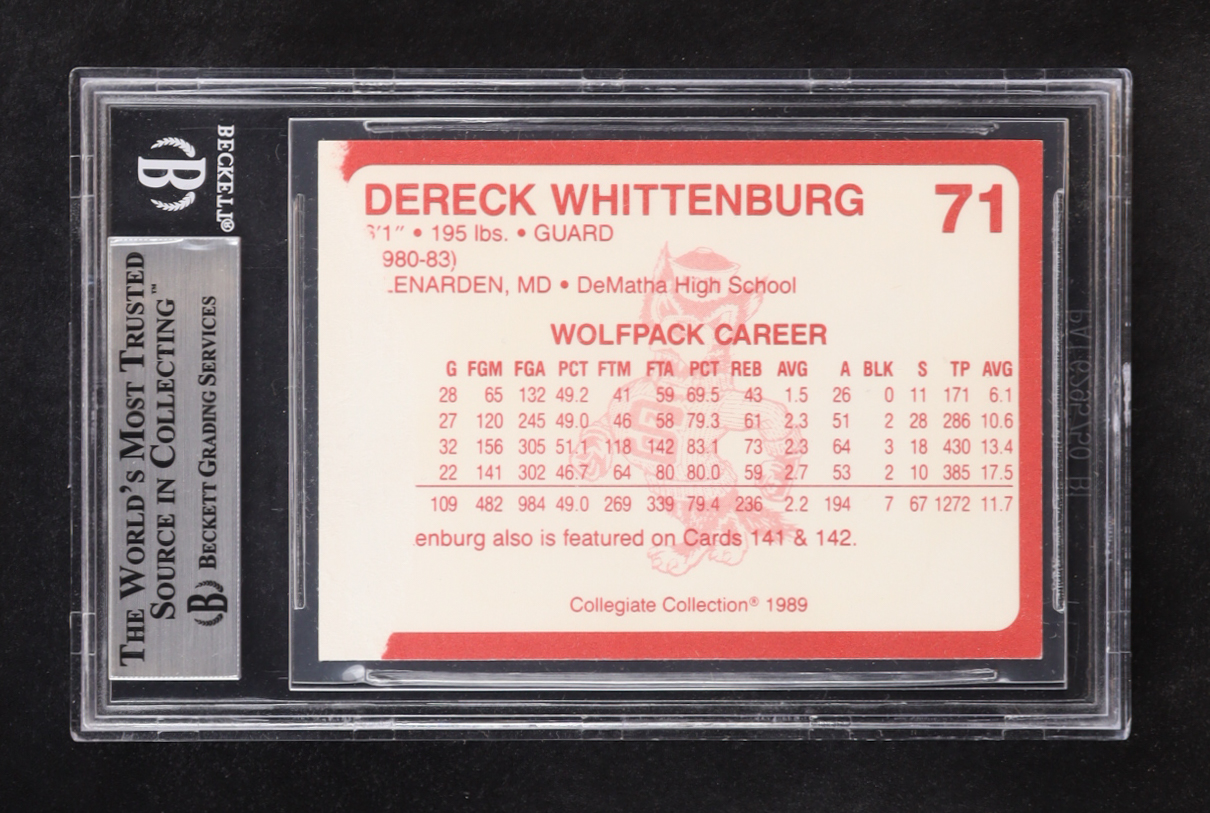 BECKETT®
B
THE WORLD'S MOST TRUSTED
SOURCE IN COLLECTING™
B BECKETT GRADING SERVICES
DERECK WHITTENBURG 71
6'1" • 195 lbs. • GUARD
980-83)
LENARDEN, MD • DeMatha High School
WOLFPACK CAREER
G FGM FGA PCT FTM FTA PCT REB AVG A BLK S TP AVG
28 65 132 49.2 41 59 69.5 43 1.5 26 0 11 171 6.1
27 120 245 49.0 46 58 79.3 61 2.3 51 2 28 286 10.6
32 156 305 51.1 118 142 83.1 73 2.3 64 3 18 430 13.4
22 141 302 46.7 64 80 80.0 59 2.7 53 2 10 385 17.5
109 482 984 49.0 269 339 79.4 236 2.2 194 7 67 1272 11.7
enburg also is featured on Cards 141 & 142.
Collegiate Collection® 1989